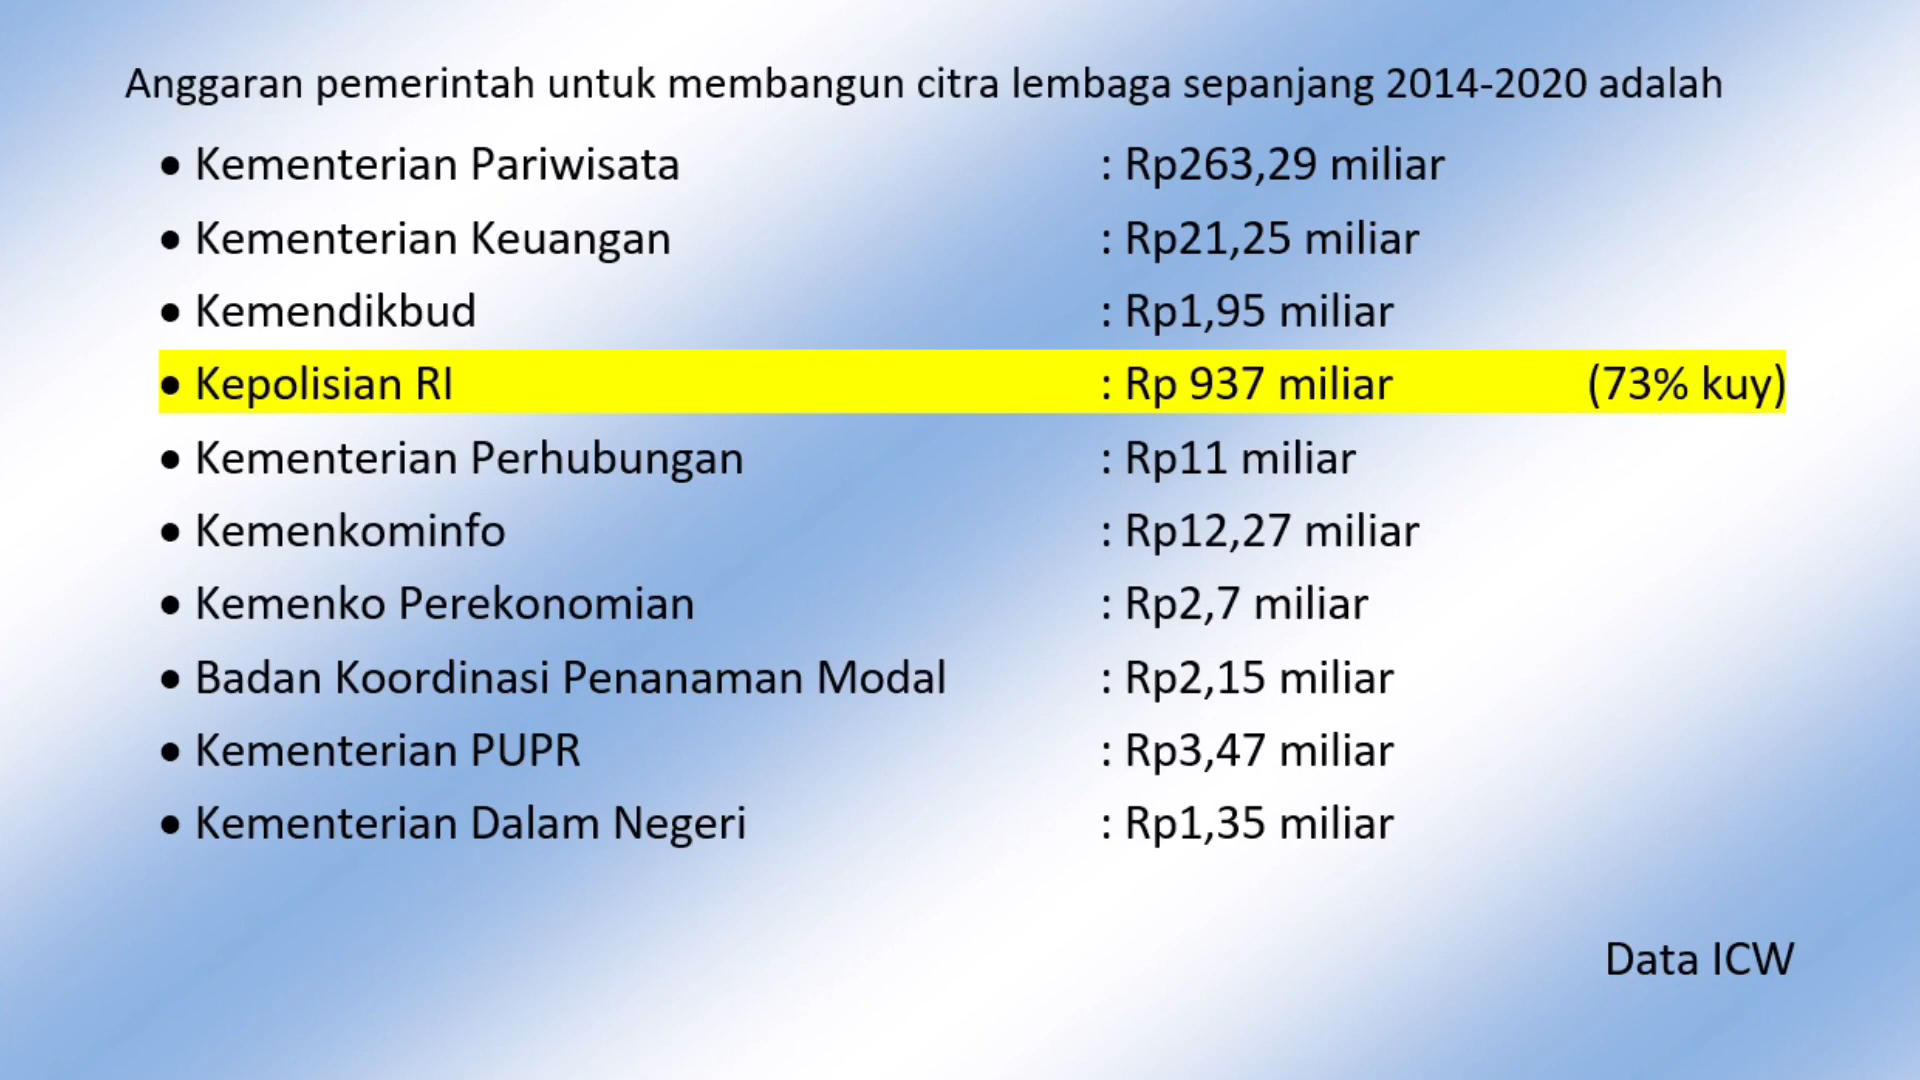 Anggaran pemerintah untuk membangun citra lembaga sepanjang 2014-2020 adalah
• Kementerian Pariwisata : Rp263,29 miliar
• Kementerian Keuangan : Rp21,25 miliar
• Kemendikbud : Rp1,95 miliar
• Kepolisian RI : Rp 937 miliar (73% kuy)
• Kementerian Perhubungan : Rp11 miliar
• Kemenkominfo : Rp12,27 miliar
• Kemenko Perekonomian : Rp2,7 miliar
• Badan Koordinasi Penanaman Modal : Rp2,15 miliar
• Kementerian PUPR : Rp3,47 miliar
• Kementerian Dalam Negeri : Rp1,35 miliar
Data ICW